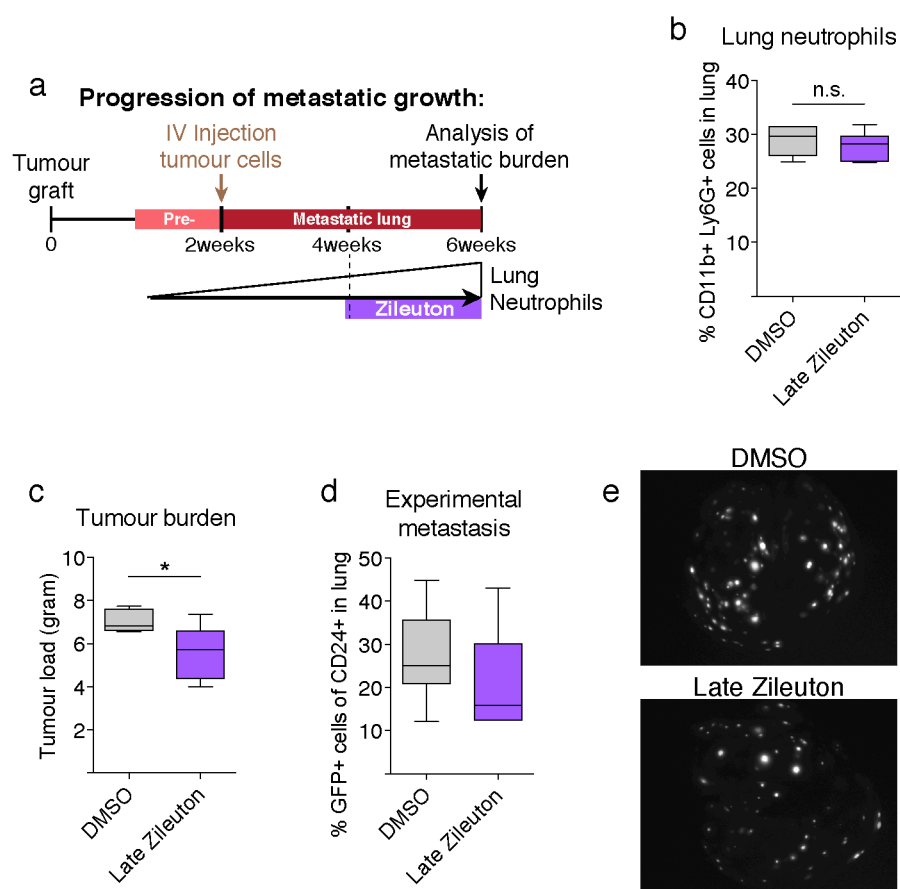 a
Progression of metastatic growth:
IV Injection
tumour cells
Analysis of
metastatic burden
Tumour
graft
Pre-
Metastatic lung
0
2weeks
4weeks
6weeks
Lung
Neutrophils
Zileuton
b
Lung neutrophils
% CD11b+ Ly6G+ cells in lung
40
30
20
10
n.s.
DMSO
Late Zileuton
c
Tumour burden
Tumour load (gram)
10
8
6
4
2
*
DMSO
Late Zileuton
d
Experimental
metastasis
% GFP+ cells of CD24+ in lung
50
40
30
20
10
DMSO
Late Zileuton
e
DMSO
Late Zileuton